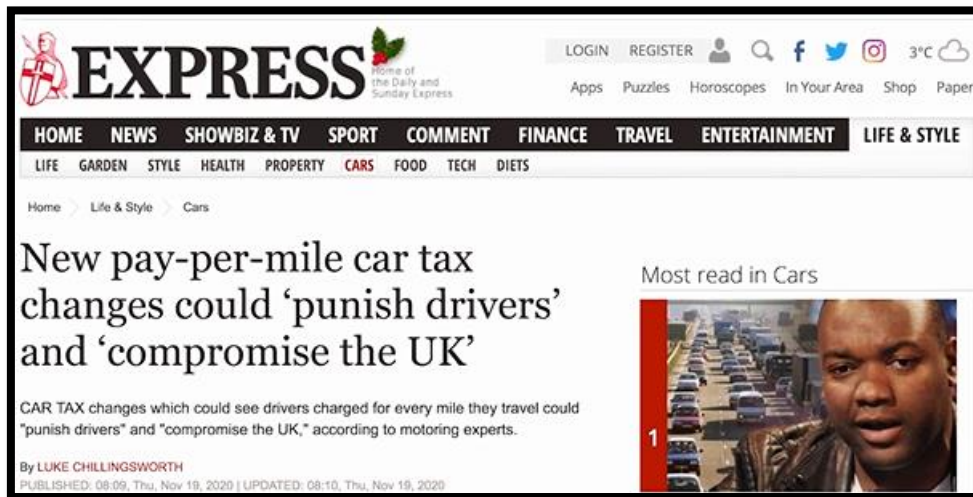 EXPRESS
Home of
the Daily and
Sunday Express
LOGIN REGISTER 3°C
Apps Puzzles Horoscopes In Your Area Shop Paper
HOME NEWS SHOWBIZ & TV SPORT COMMENT FINANCE TRAVEL ENTERTAINMENT LIFE & STYLE
LIFE GARDEN STYLE HEALTH PROPERTY CARS FOOD TECH DIETS
Home Life & Style Cars
New pay-per-mile car tax
changes could ‘punish drivers’
and ‘compromise the UK’
CAR TAX changes which could see drivers charged for every mile they travel could
"punish drivers" and "compromise the UK," according to motoring experts.
By LUKE CHILLINGSWORTH
PUBLISHED: 08:09, Thu, Nov 19, 2020 | UPDATED: 08:10, Thu, Nov 19, 2020
Most read in Cars
1